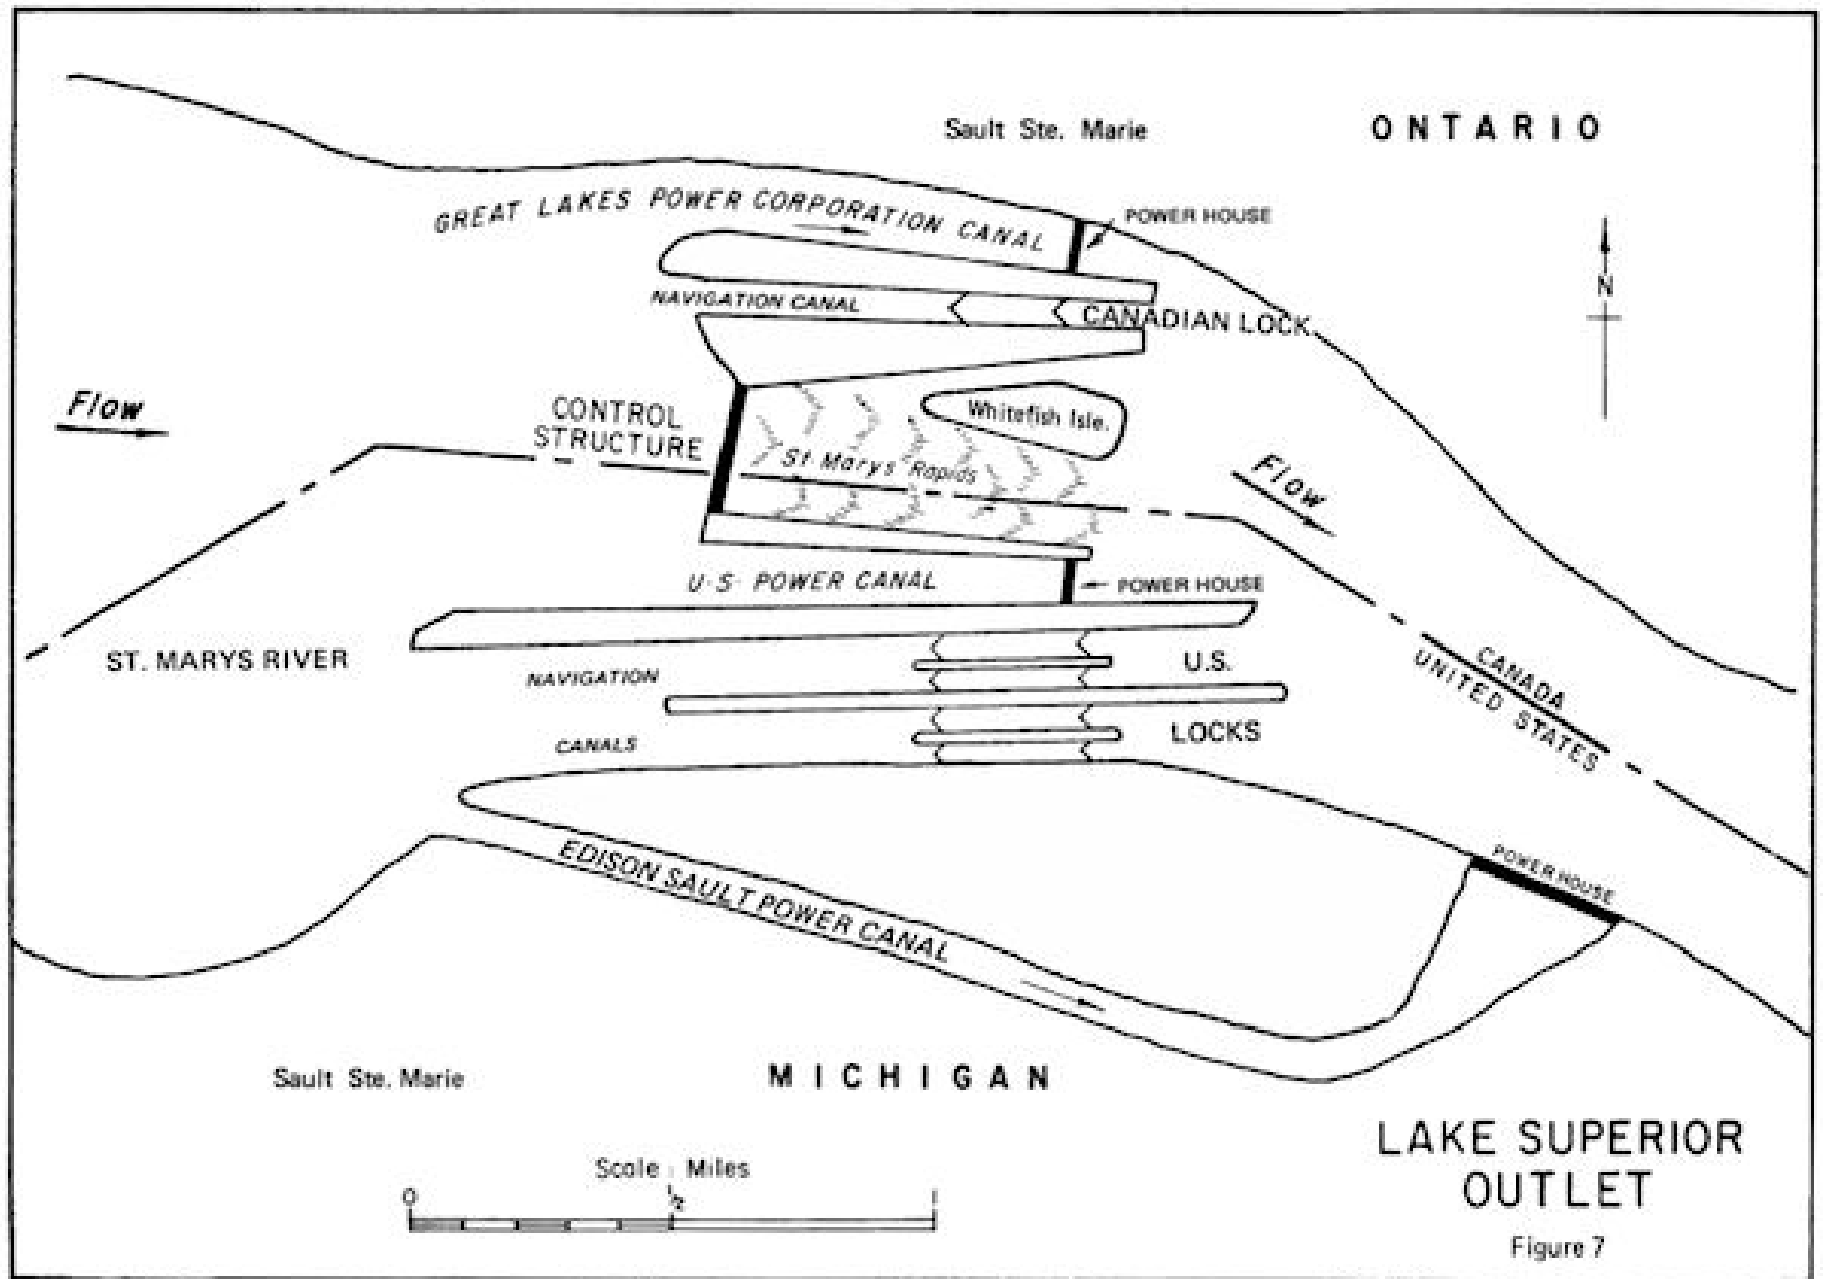 Sault Ste. Marie
ONTARIO
GREAT LAKES POWER CORPORATION CANAL
POWER HOUSE
N
NAVIGATION CANAL
CANADIAN LOCK
Flow
CONTROL
STRUCTURE
Whitefish Isle.
St Marys Rapids
Flow
U.S. POWER CANAL
POWER HOUSE
ST. MARYS RIVER
NAVIGATION
CANALS
U.S.
LOCKS
CANADA
UNITED STATES
POWER HOUSE
EDISON SAULT POWER CANAL
Sault Ste. Marie
MICHIGAN
Scale : Miles
0 ½ 1
LAKE SUPERIOR
OUTLET
Figure 7